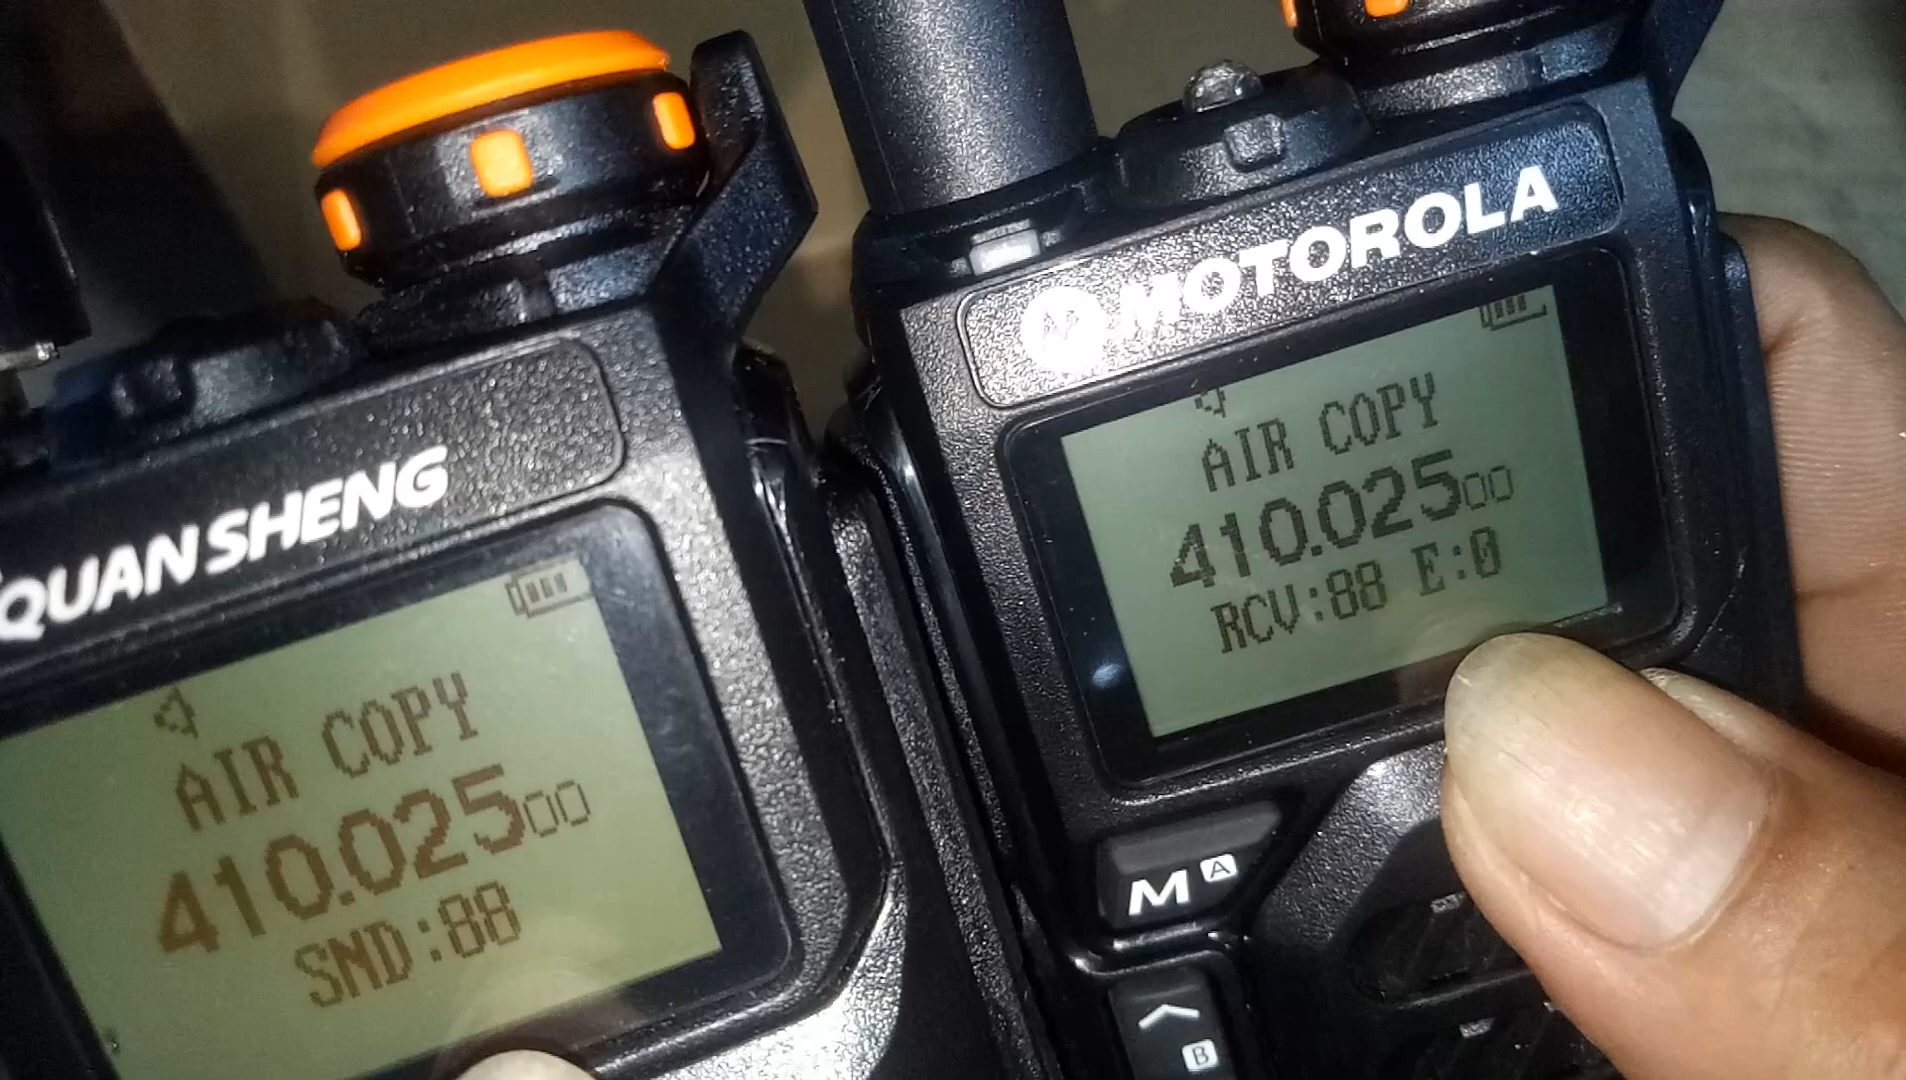 QUANSHENG
AIR COPY
410.02500
SND:88
MOTOROLA
AIR COPY
410.02500
RCV:88 E:0
M A
B